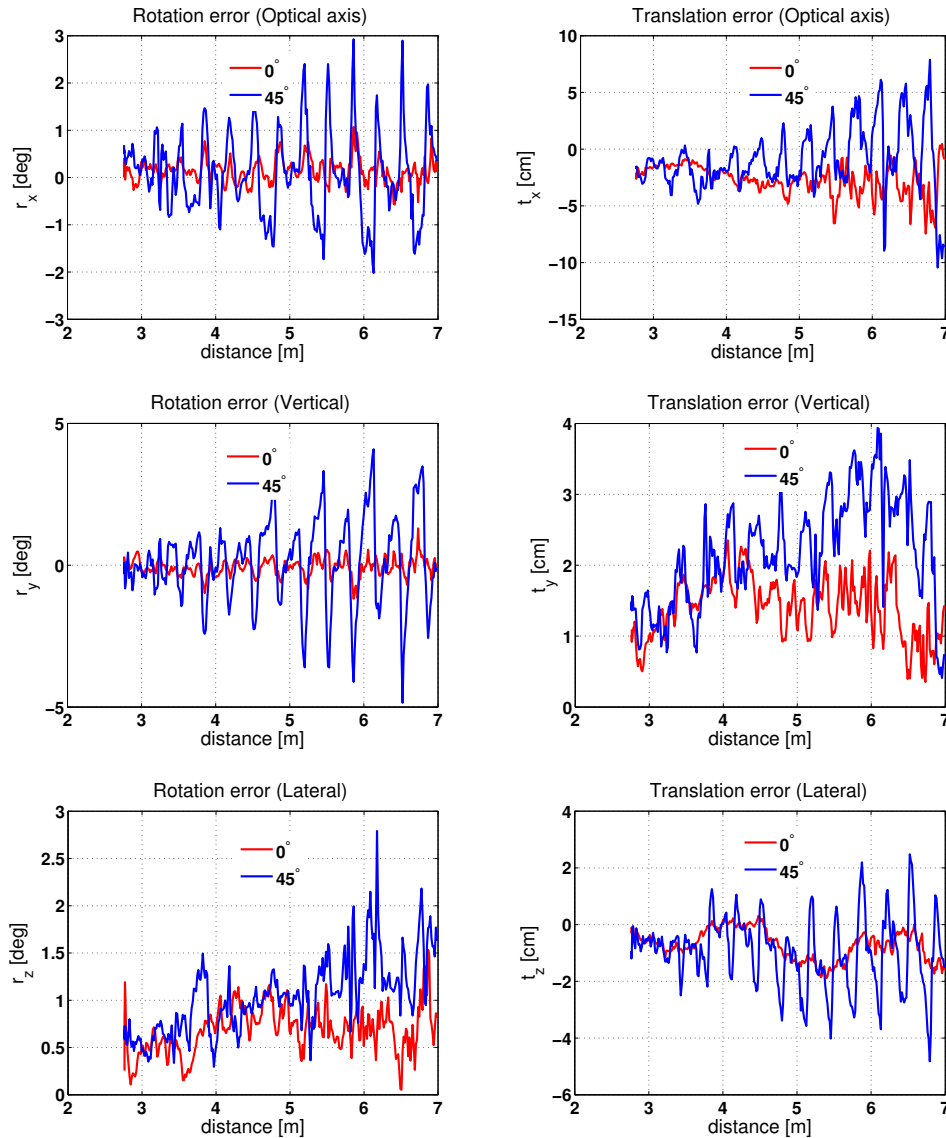 Rotation error (Optical axis)
3
2
1
0
−1
−2
−3
r_x [deg]
0°
45°
2 3 4 5 6 7
distance [m]
Translation error (Optical axis)
10
5
0
−5
−10
−15
t_x [cm]
0°
45°
2 3 4 5 6 7
distance [m]
Rotation error (Vertical)
5
0
−5
r_y [deg]
0°
45°
2 3 4 5 6 7
distance [m]
Translation error (Vertical)
4
3
2
1
0
t_y [cm]
0°
45°
2 3 4 5 6 7
distance [m]
Rotation error (Lateral)
3
2.5
2
1.5
1
0.5
0
r_z [deg]
0°
45°
2 3 4 5 6 7
distance [m]
Translation error (Lateral)
4
2
0
−2
−4
−6
t_z [cm]
0°
45°
2 3 4 5 6 7
distance [m]